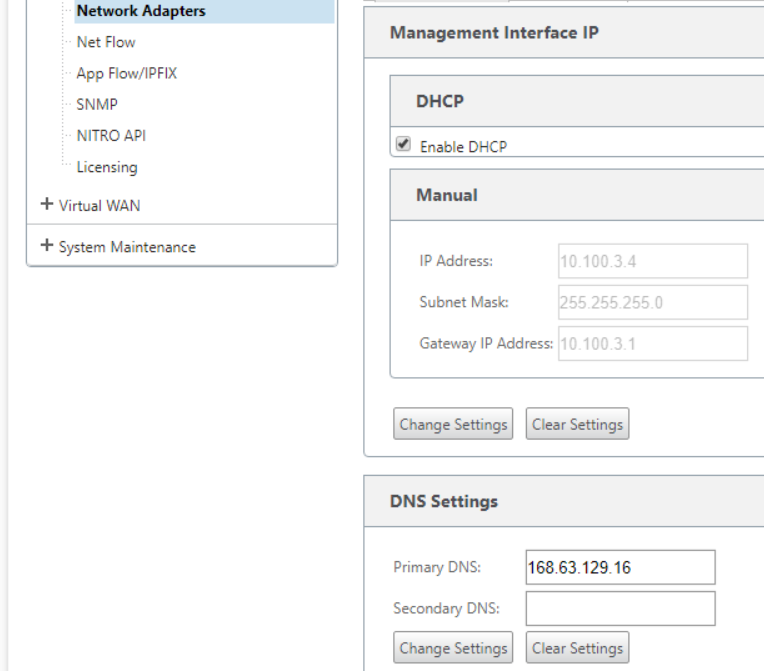 Network Adapters
Net Flow
App Flow/IPFIX
SNMP
NITRO API
Licensing
+ Virtual WAN
+ System Maintenance
Management Interface IP
DHCP
Enable DHCP
Manual
IP Address: 10.100.3.4
Subnet Mask: 255.255.255.0
Gateway IP Address: 10.100.3.1
Change Settings Clear Settings
DNS Settings
Primary DNS: 168.63.129.16
Secondary DNS:
Change Settings Clear Settings